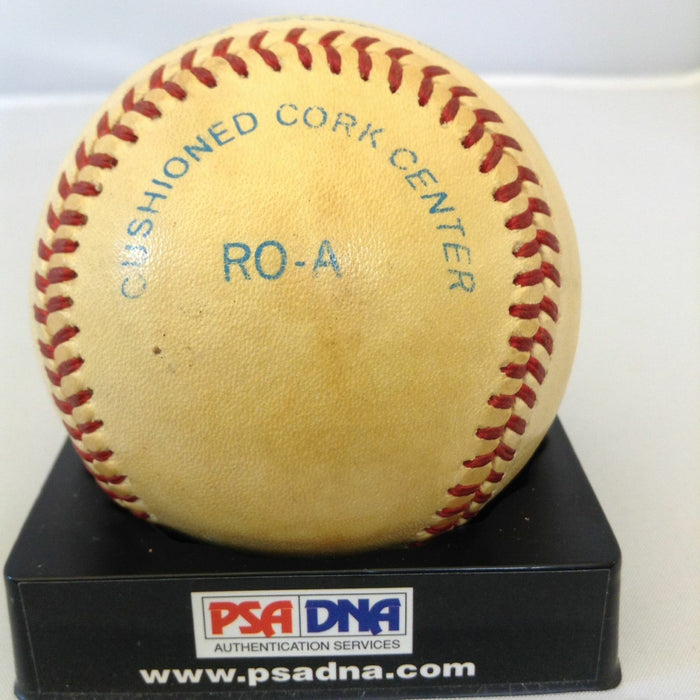 CUSHIONED CORK CENTER
RO-A
PSA DNA
AUTHENTICATION SERVICES
www.psadna.com